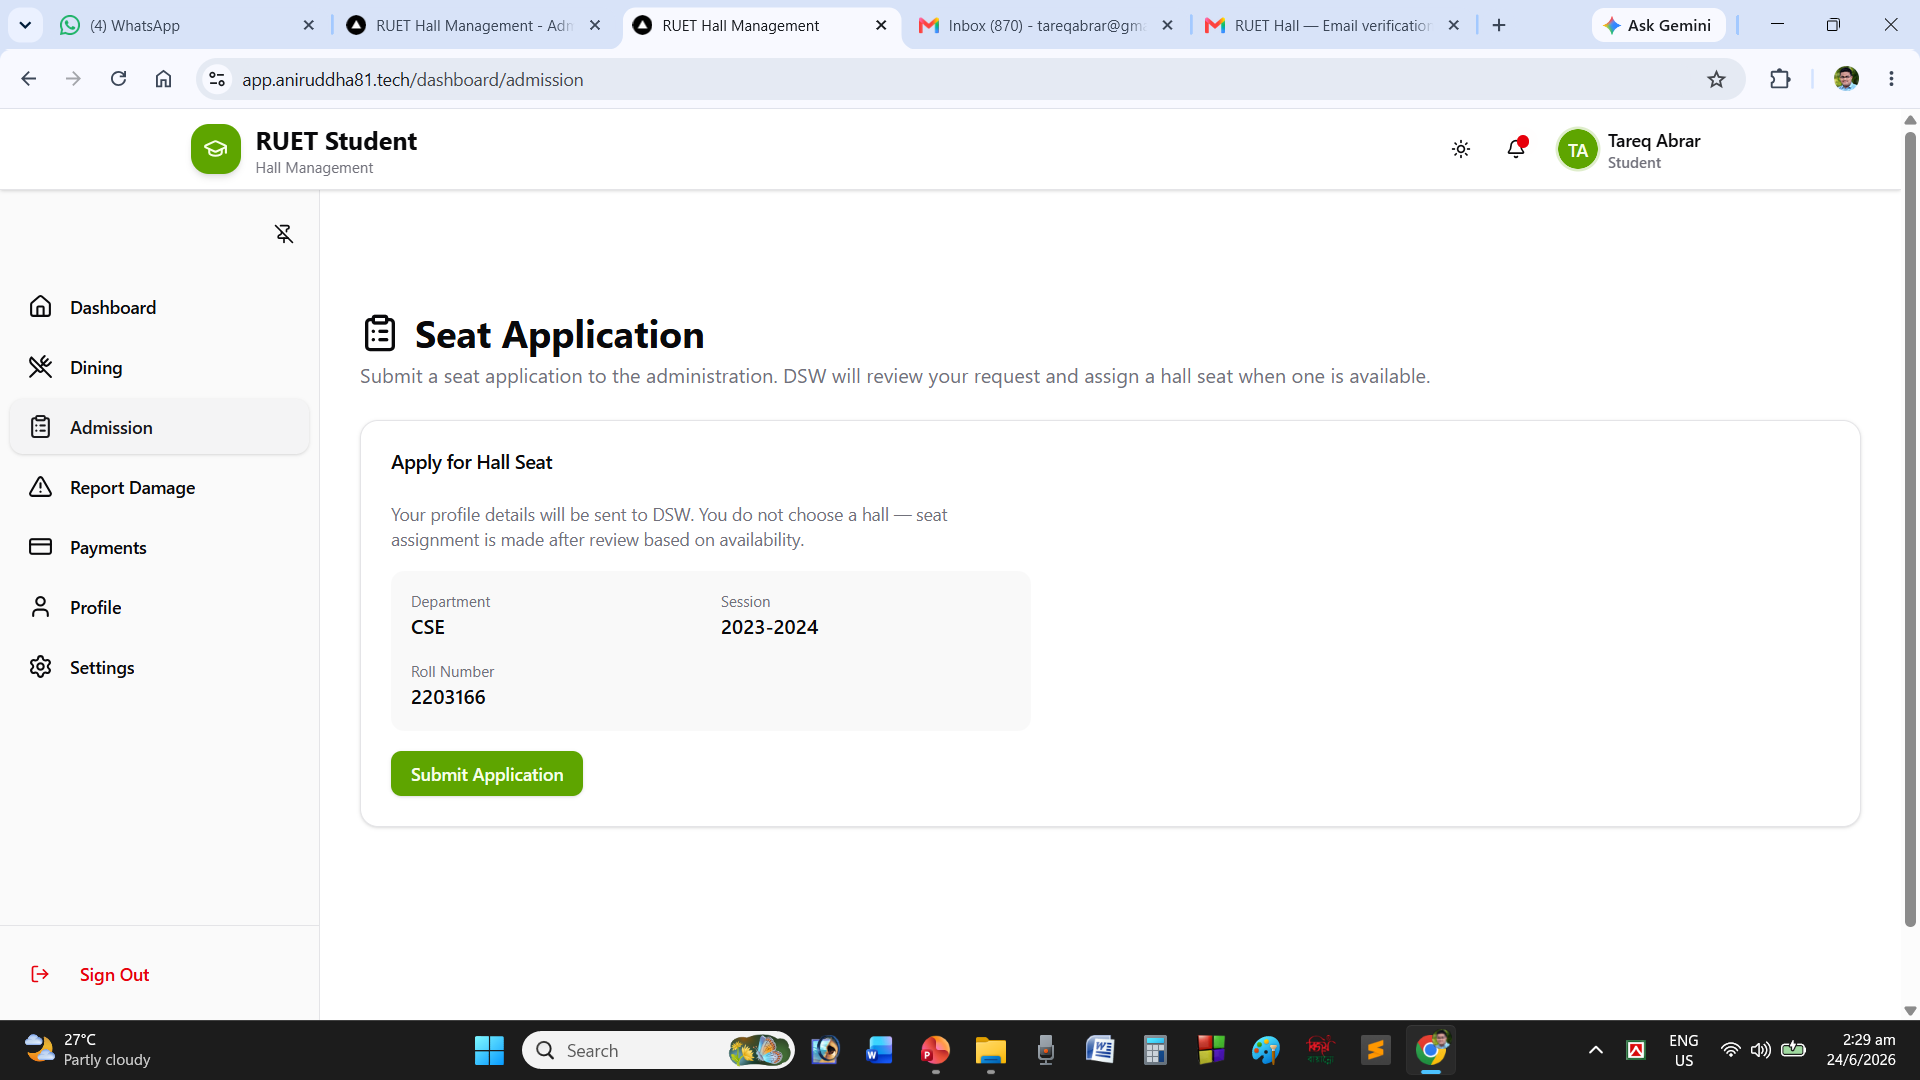 (4) WhatsApp
RUET Hall Management - Adm
RUET Hall Management
Inbox (870) - tareqabrar@gma
RUET Hall — Email verification
Ask Gemini
app.aniruddha81.tech/dashboard/admission
RUET Student
Hall Management
TA
Tareq Abrar
Student
Dashboard
Dining
Admission
Report Damage
Payments
Profile
Settings
Sign Out
Seat Application
Submit a seat application to the administration. DSW will review your request and assign a hall seat when one is available.
Apply for Hall Seat
Your profile details will be sent to DSW. You do not choose a hall — seat
assignment is made after review based on availability.
Department
CSE
Session
2023-2024
Roll Number
2203166
Submit Application
27°C
Partly cloudy
Search
ENG
US
2:29 am
24/6/2026